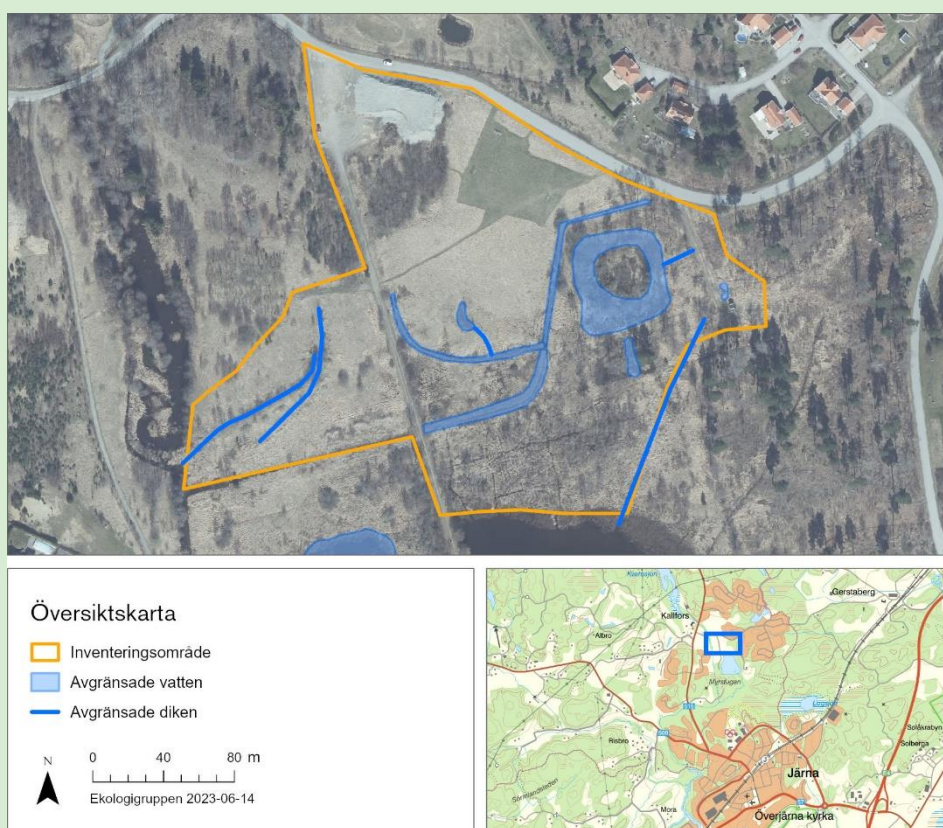 Översiktskarta
Inventeringsområde
Avgränsade vatten
Avgränsade diken
N
0 40 80 m
Ekologigruppen 2023-06-14
Kallfors
Gerstaberg
Albro
Myrstugan
Risbro
Solberga
Mora
Järna
Överjärna kyrka